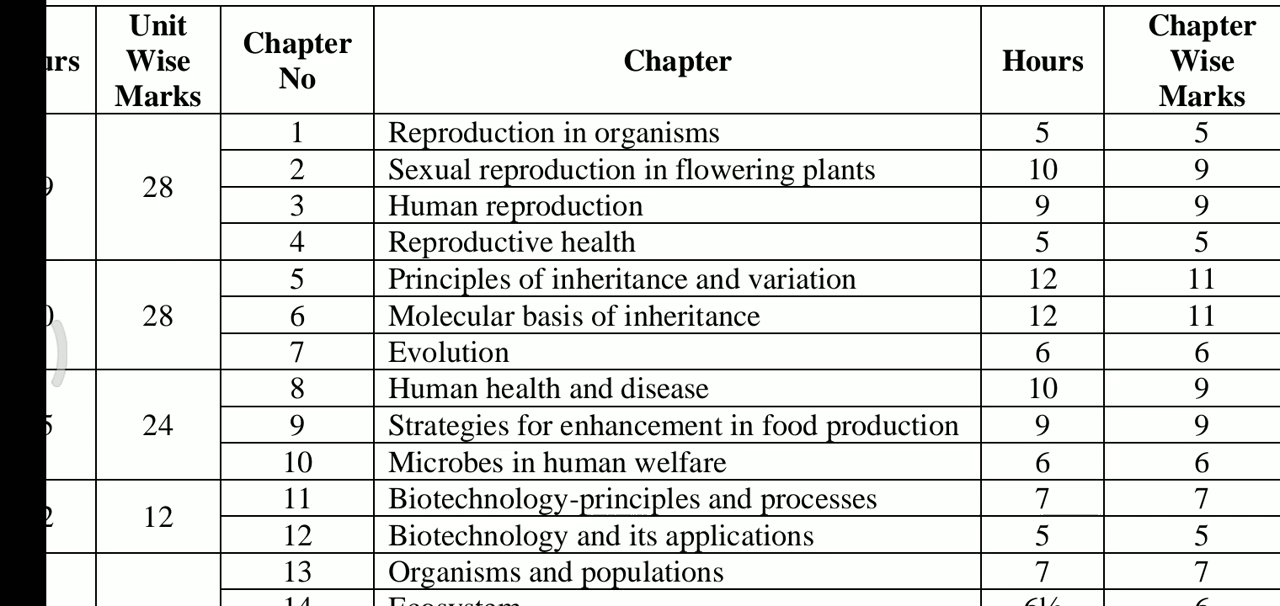 Unit Wise Marks | Chapter No | Chapter | Hours | Chapter Wise Marks
28 | 1 | Reproduction in organisms | 5 | 5
2 | Sexual reproduction in flowering plants | 10 | 9
3 | Human reproduction | 9 | 9
4 | Reproductive health | 5 | 5
28 | 5 | Principles of inheritance and variation | 12 | 11
6 | Molecular basis of inheritance | 12 | 11
7 | Evolution | 6 | 6
24 | 8 | Human health and disease | 10 | 9
9 | Strategies for enhancement in food production | 9 | 9
10 | Microbes in human welfare | 6 | 6
12 | 11 | Biotechnology-principles and processes | 7 | 7
12 | Biotechnology and its applications | 5 | 5
13 | Organisms and populations | 7 | 7
14 | Ecosystem | 6½ | 6